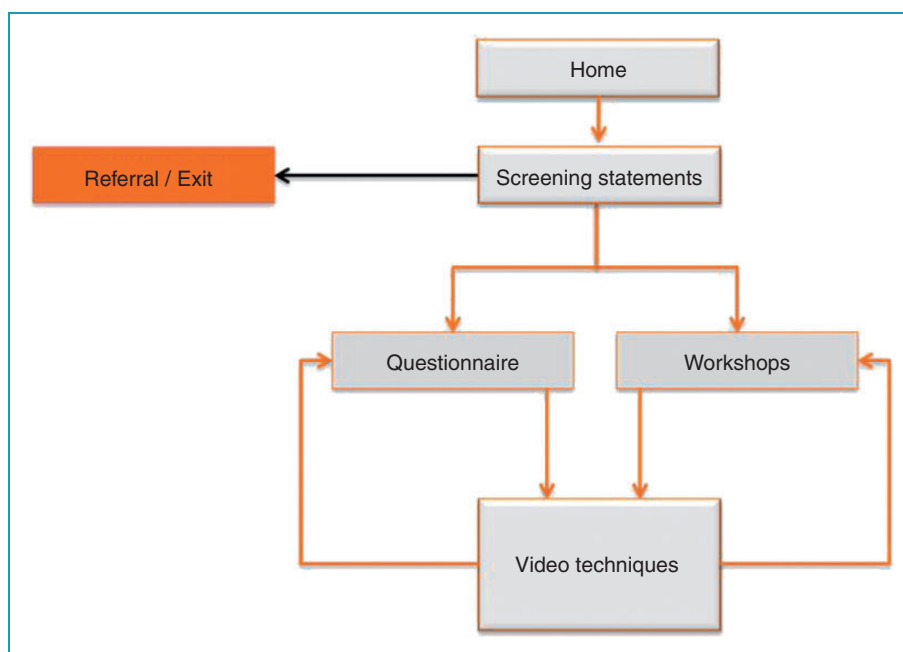 Home
Referral / Exit
Screening statements
Questionnaire
Workshops
Video techniques